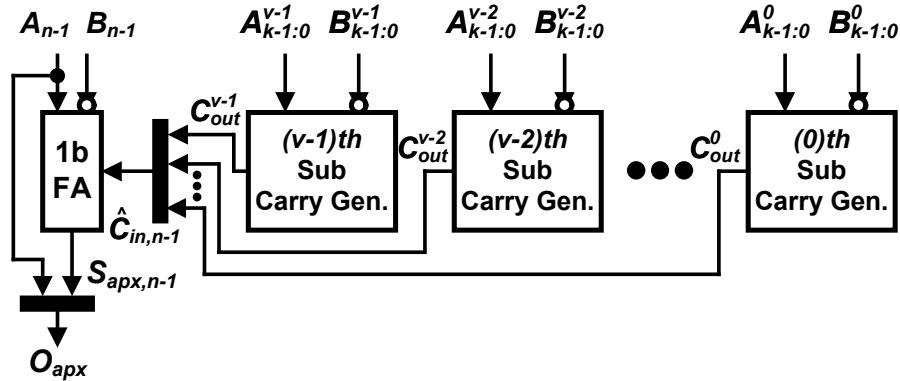 A_{n-1} B_{n-1} A^{v-1}_{k-1:0} B^{v-1}_{k-1:0} A^{v-2}_{k-1:0} B^{v-2}_{k-1:0} A^{0}_{k-1:0} B^{0}_{k-1:0}
1b
FA
C^{v-1}_{out}
(v-1)th
Sub
Carry Gen.
C^{v-2}_{out}
(v-2)th
Sub
Carry Gen.
C^{0}_{out}
(0)th
Sub
Carry Gen.
Ĉ_{in,n-1}
S_{apx,n-1}
O_{apx}